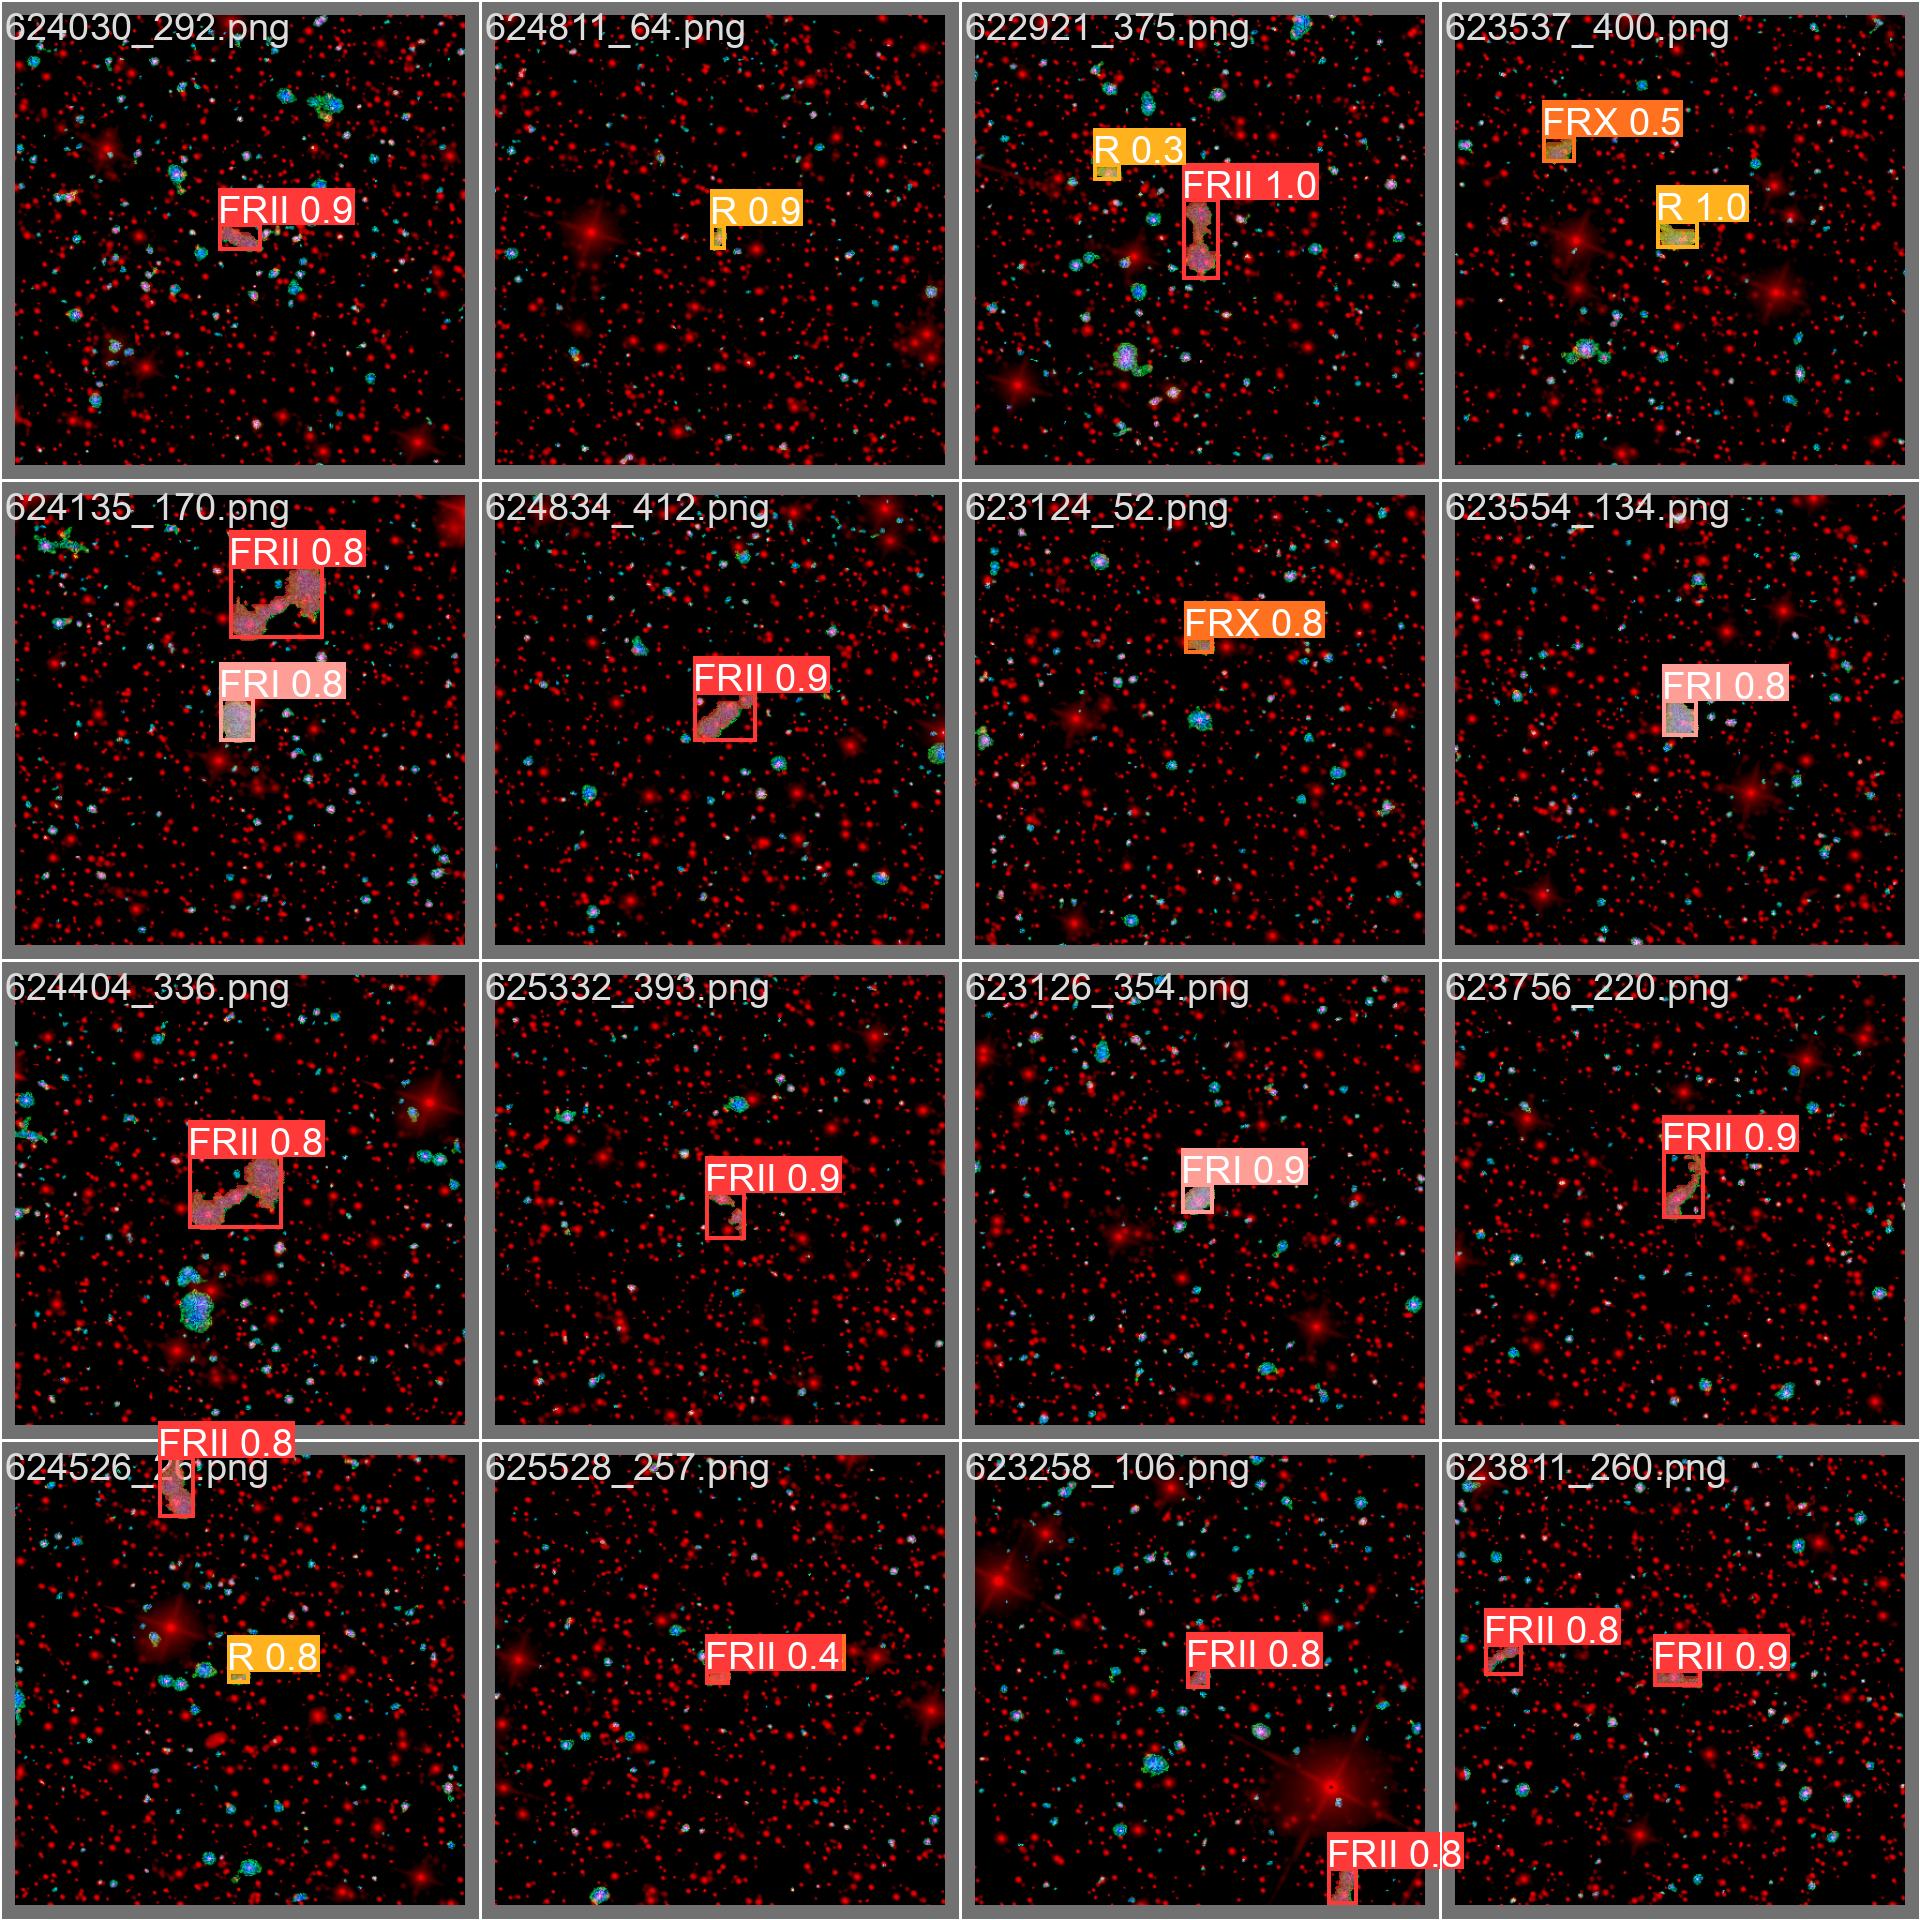 624030_292.png
FRII 0.9
624811_64.png
R 0.9
622921_375.png
R 0.3
FRII 1.0
623537_400.png
FRX 0.5
R 1.0
624135_170.png
FRII 0.8
FRI 0.8
624834_412.png
FRII 0.9
623124_52.png
FRX 0.8
623554_134.png
FRI 0.8
624404_336.png
FRII 0.8
625332_393.png
FRII 0.9
623126_354.png
FRI 0.9
623756_220.png
FRII 0.9
FRII 0.8
624526_26.png
R 0.8
625528_257.png
FRII 0.4
623258_106.png
FRII 0.8
FRII 0.8
623811_260.png
FRII 0.8
FRII 0.9